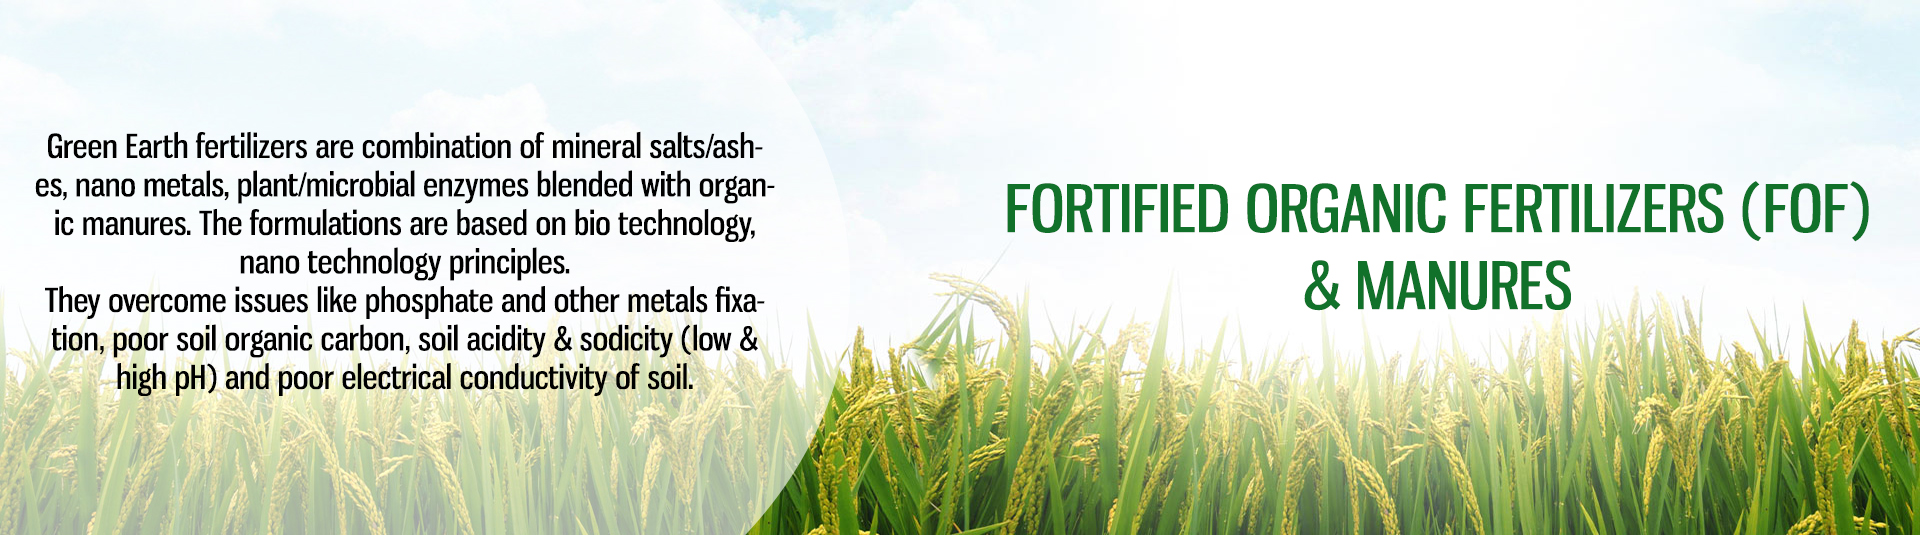 Green Earth fertilizers are combination of mineral salts/ash-
es, nano metals, plant/microbial enzymes blended with organ-
ic manures. The formulations are based on bio technology,
nano technology principles.
They overcome issues like phosphate and other metals fixa-
tion, poor soil organic carbon, soil acidity & sodicity (low &
high pH) and poor electrical conductivity of soil.
FORTIFIED ORGANIC FERTILIZERS (FOF)
& MANURES